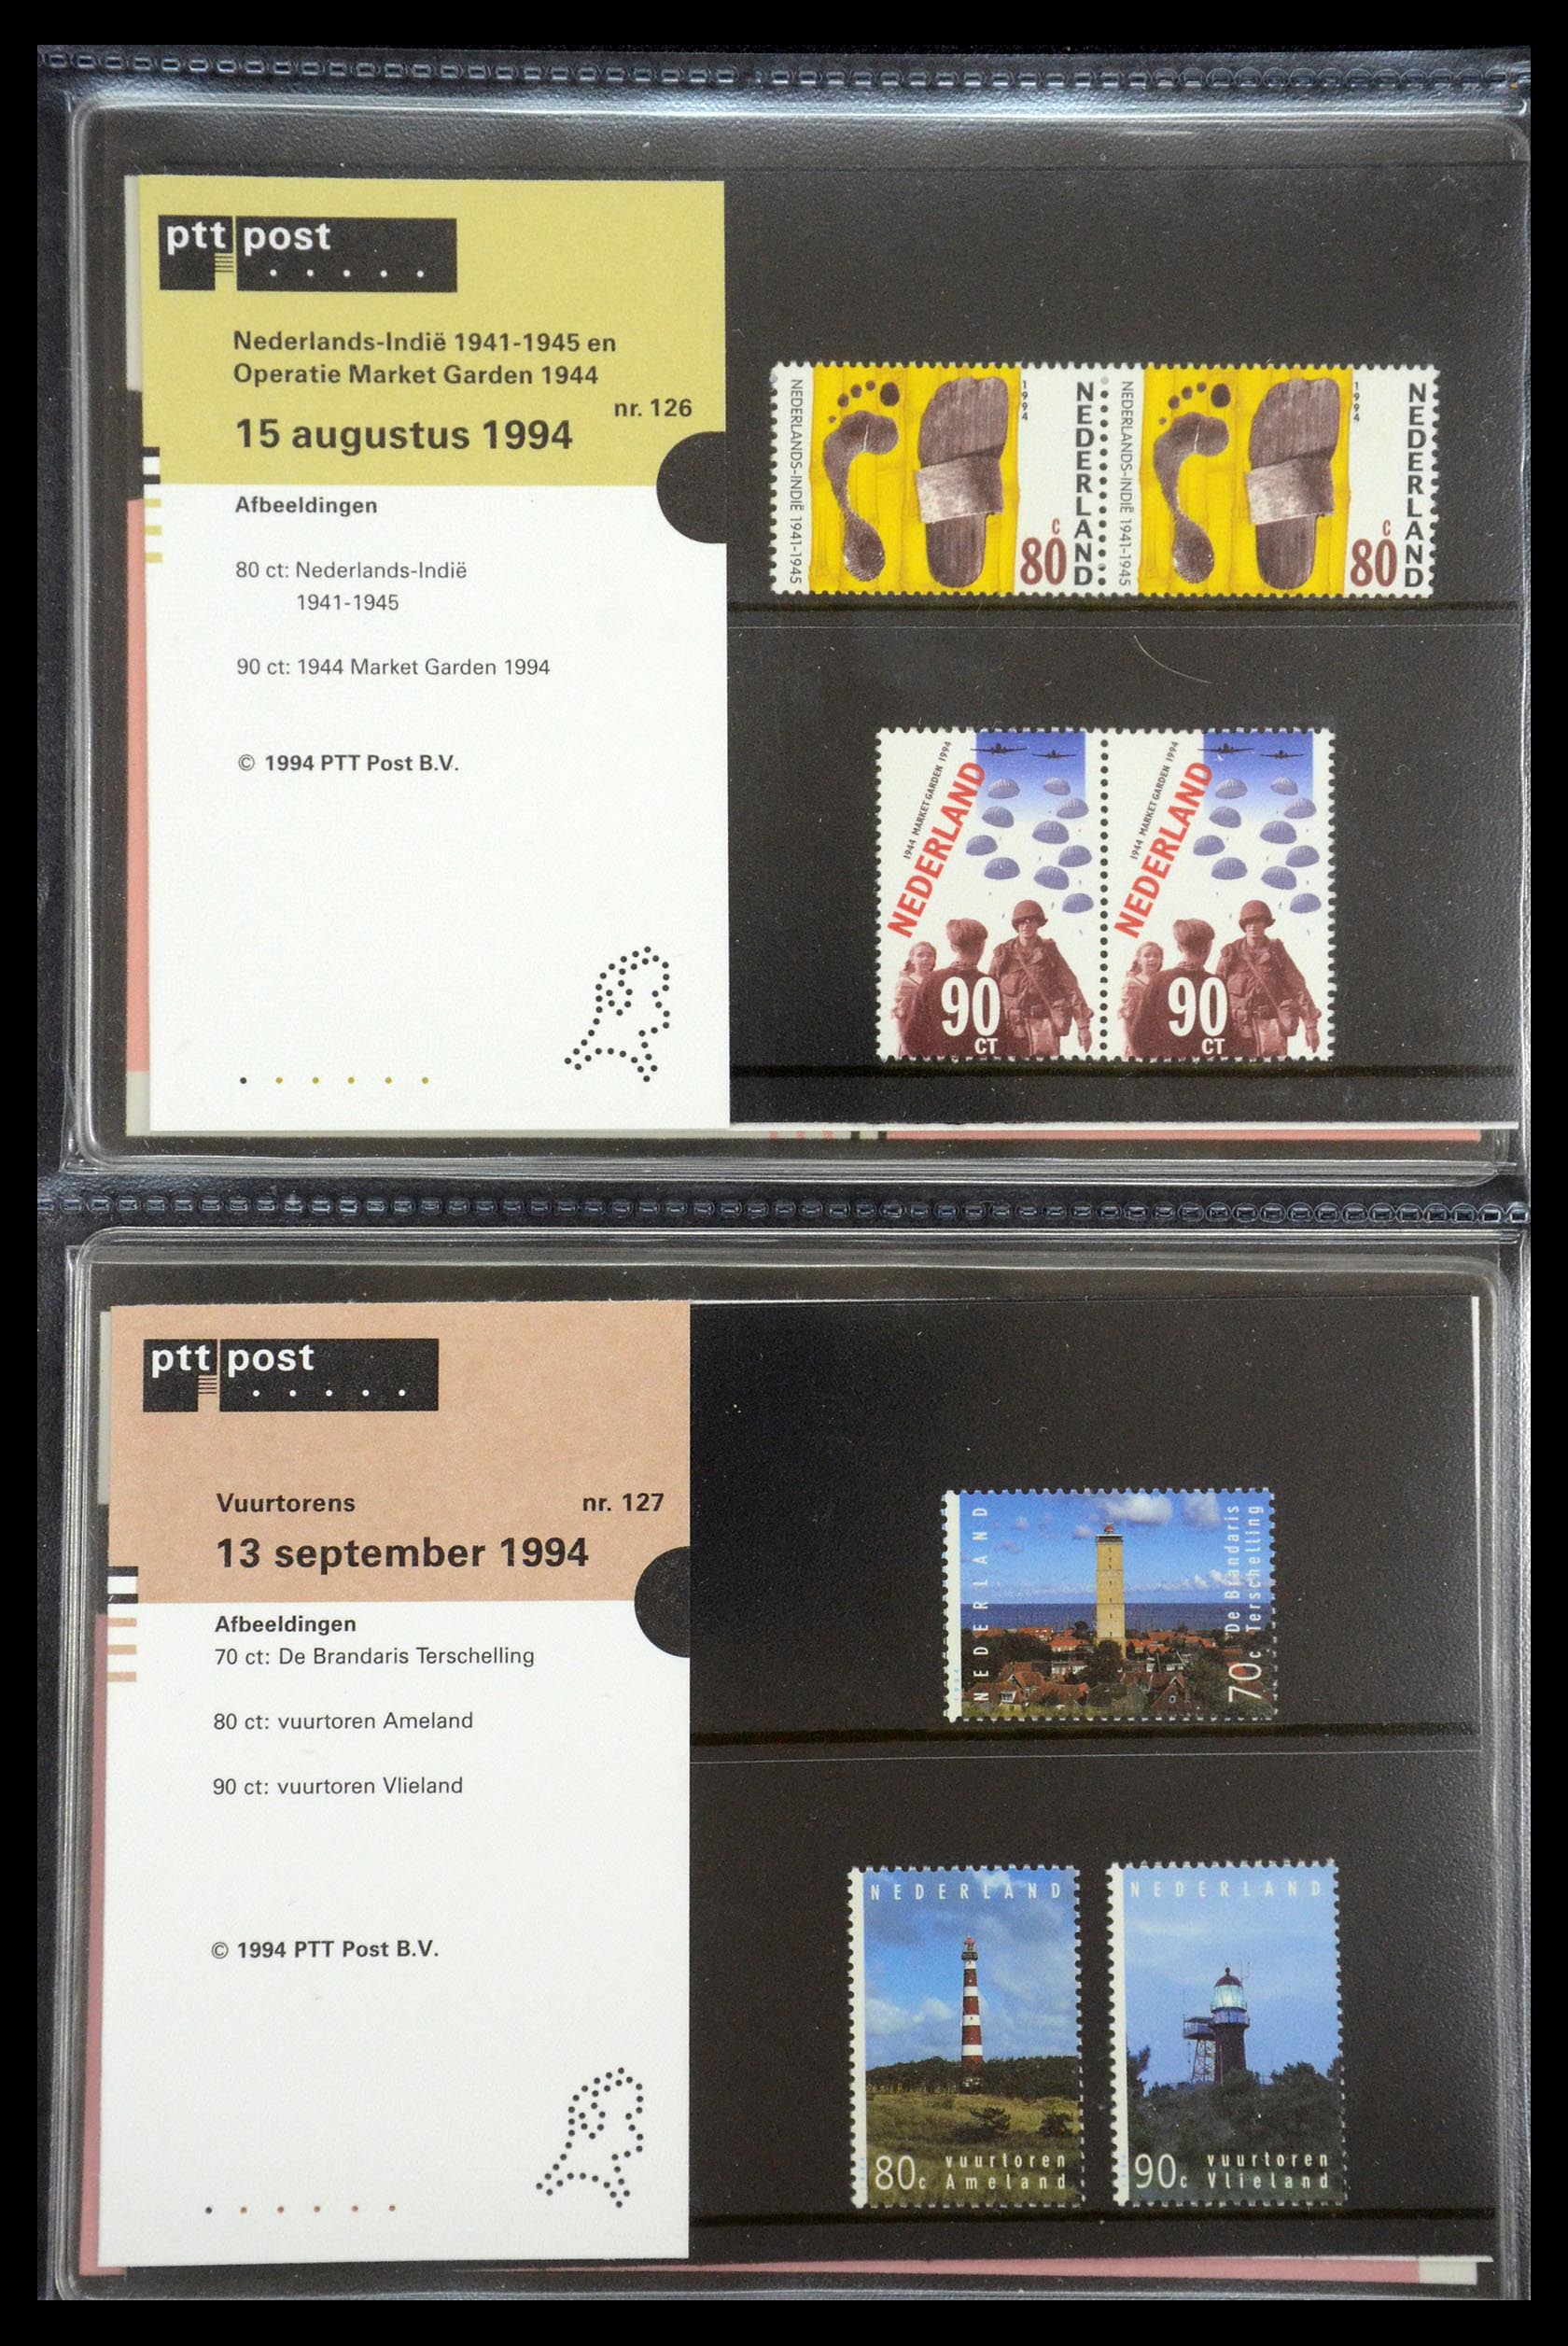 ptt post
Nederlands-Indië 1941-1945 en
Operatie Market Garden 1944
nr. 126
15 augustus 1994
Afbeeldingen
80 ct: Nederlands-Indië
1941-1945
90 ct: 1944 Market Garden 1994
© 1994 PTT Post B.V.
NEDERLANDS-INDIË 1941-1945
1994
80 C
NEDERLAND
NEDERLANDS-INDIË 1941-1945
1994
80 C
NEDERLAND
1944 MARKET GARDEN 1994
NEDERLAND
90
CT
1944 MARKET GARDEN 1994
NEDERLAND
90
CT
ptt post
Vuurtorens nr. 127
13 september 1994
Afbeeldingen
70 ct: De Brandaris Terschelling
80 ct: vuurtoren Ameland
90 ct: vuurtoren Vlieland
© 1994 PTT Post B.V.
NEDERLAND
De Brandaris
70c Terschelling
NEDERLAND
vuurtoren
80c Ameland
NEDERLAND
vuurtoren
90c Vlieland